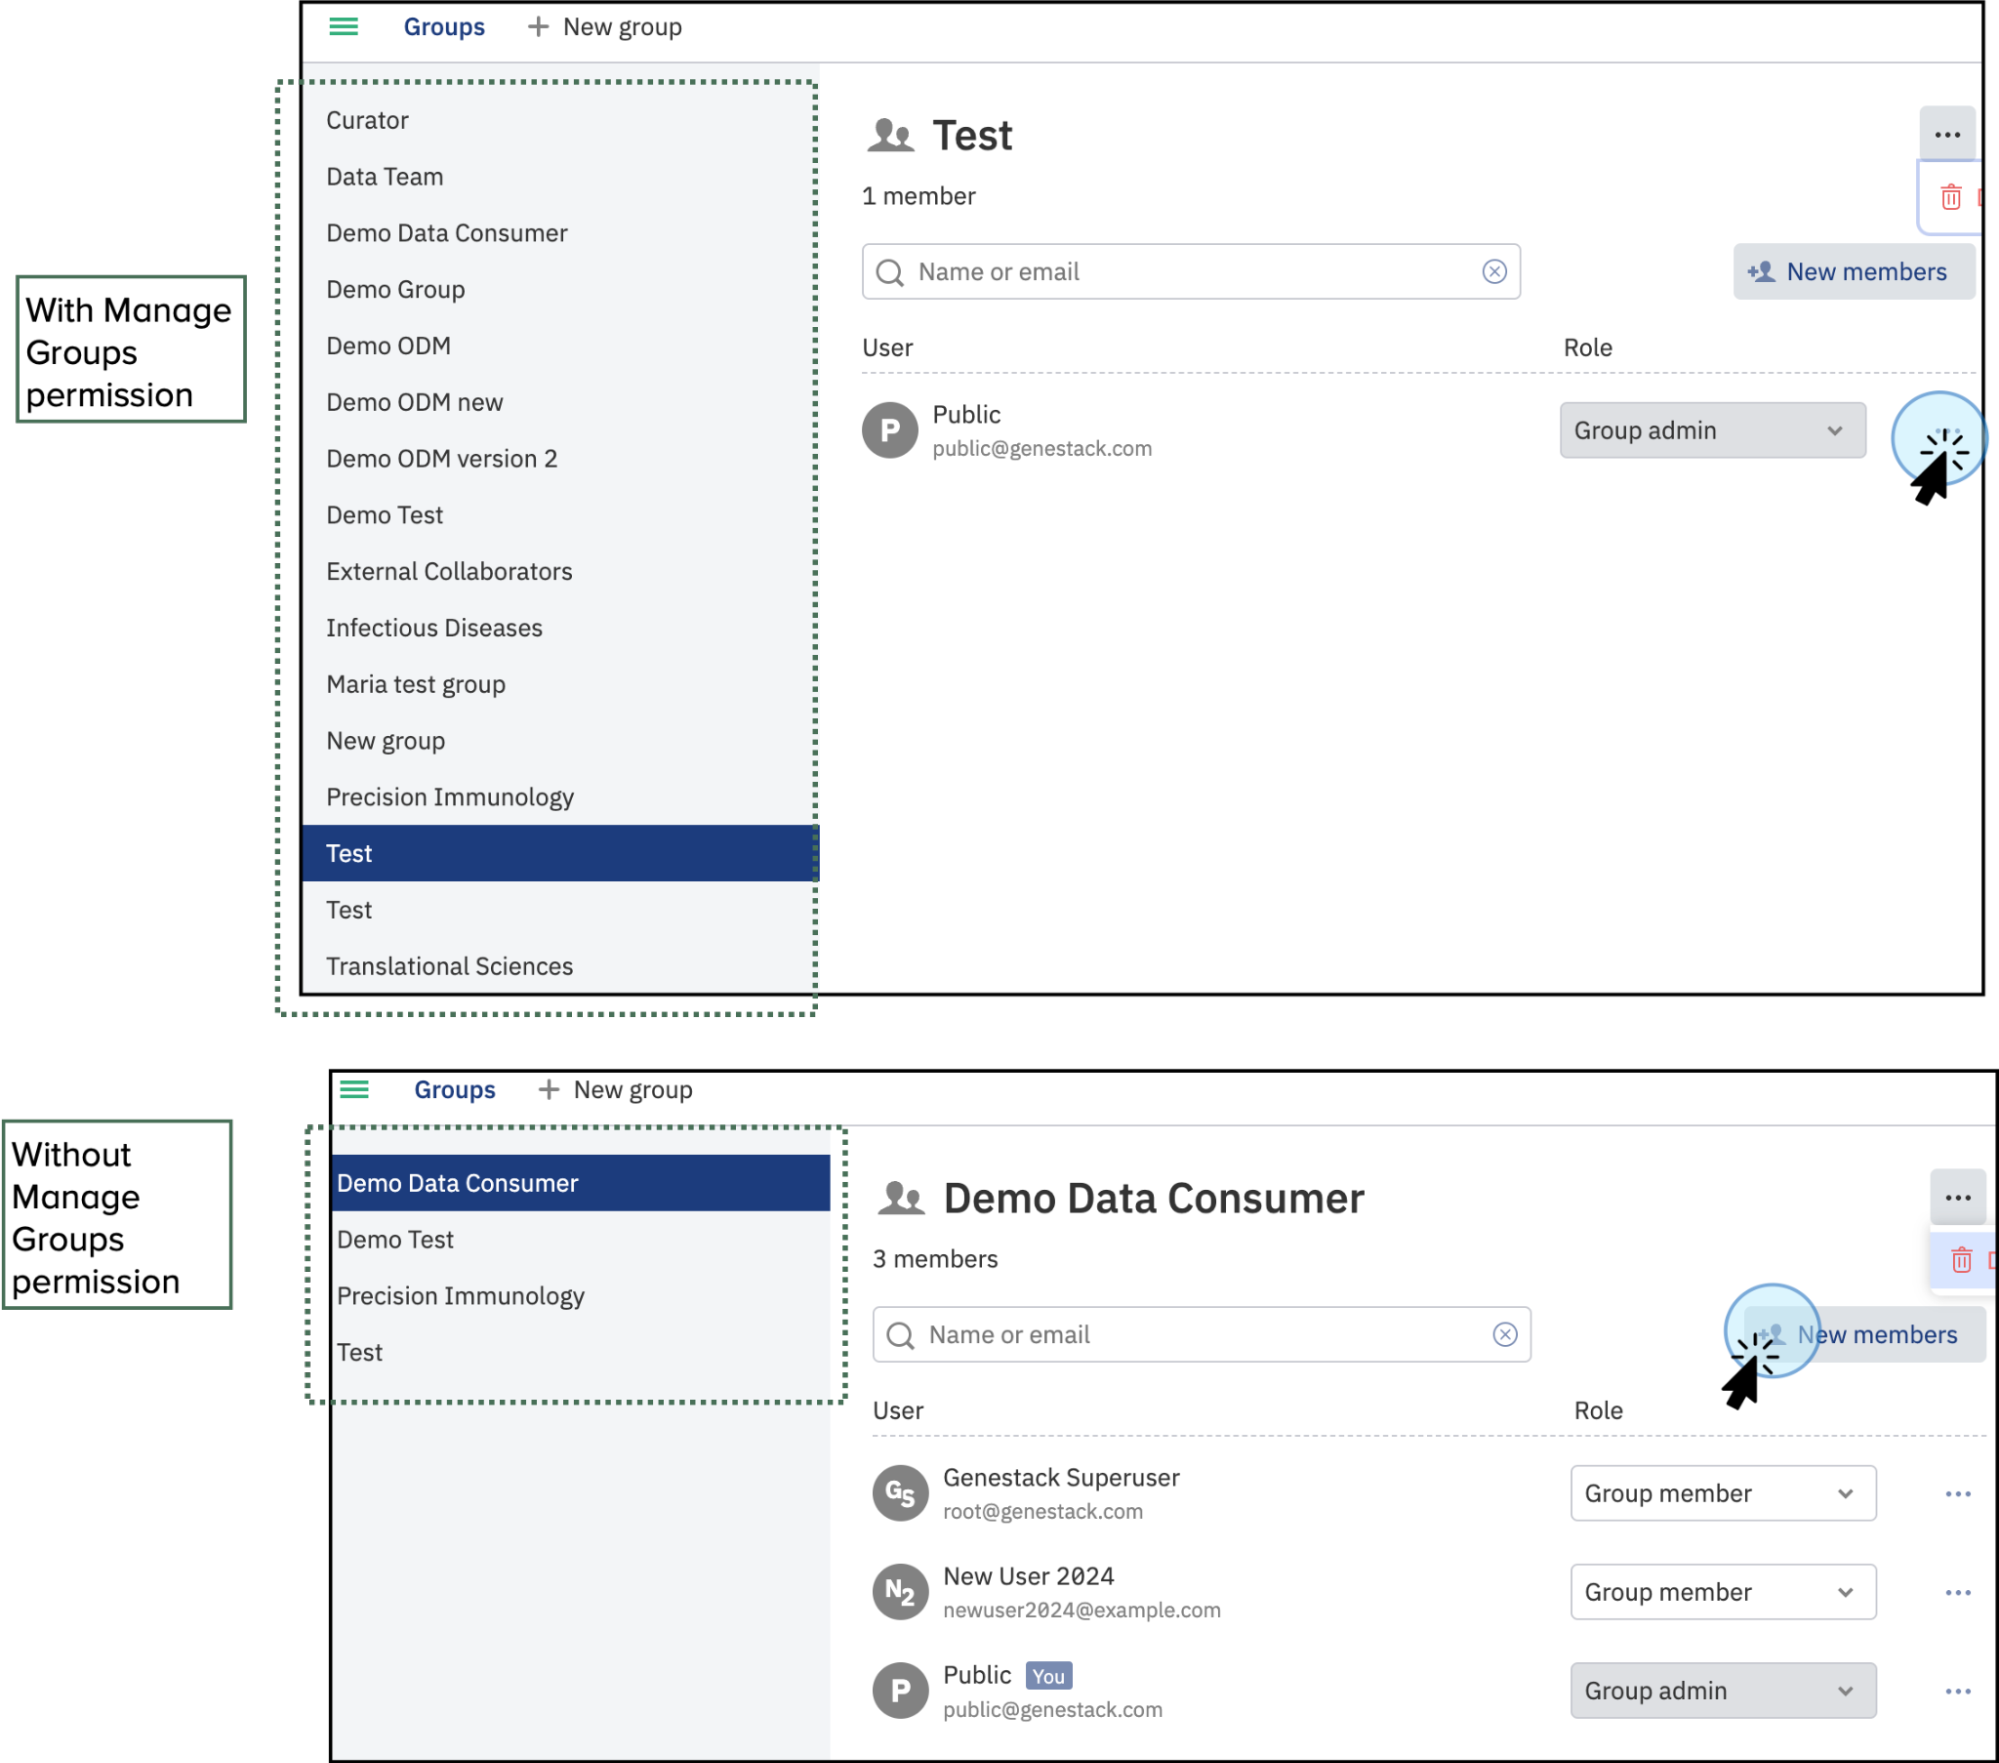 Groups + New group
Curator
Data Team
Demo Data Consumer
Demo Group
Demo ODM
Demo ODM new
Demo ODM version 2
Demo Test
External Collaborators
Infectious Diseases
Maria test group
New group
Precision Immunology
Test
Test
Translational Sciences
With Manage
Groups
permission
Test
1 member
Name or email
New members
User Role
P Public
public@genestack.com
Group admin
Groups + New group
Without
Manage
Groups
permission
Demo Data Consumer
Demo Test
Precision Immunology
Test
Demo Data Consumer
3 members
Name or email
New members
User Role
GS Genestack Superuser
root@genestack.com
Group member
N2 New User 2024
newuser2024@example.com
Group member
P Public You
public@genestack.com
Group admin